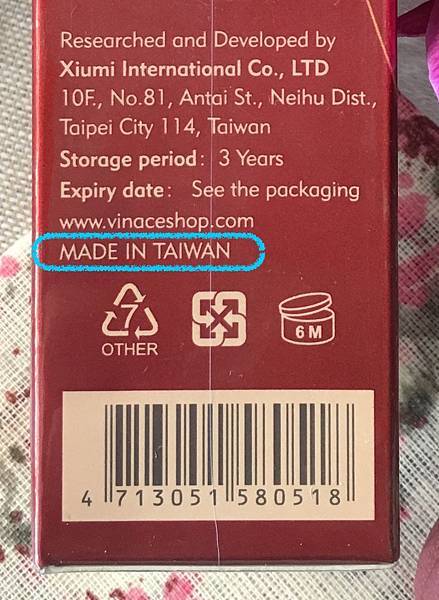 Researched and Developed by
Xiumi International Co., LTD
10F., No.81, Antai St., Neihu Dist.,
Taipei City 114, Taiwan
Storage period: 3 Years
Expiry date: See the packaging
www.vinaceshop.com
MADE IN TAIWAN
7
OTHER
6 M
4 713051 580518